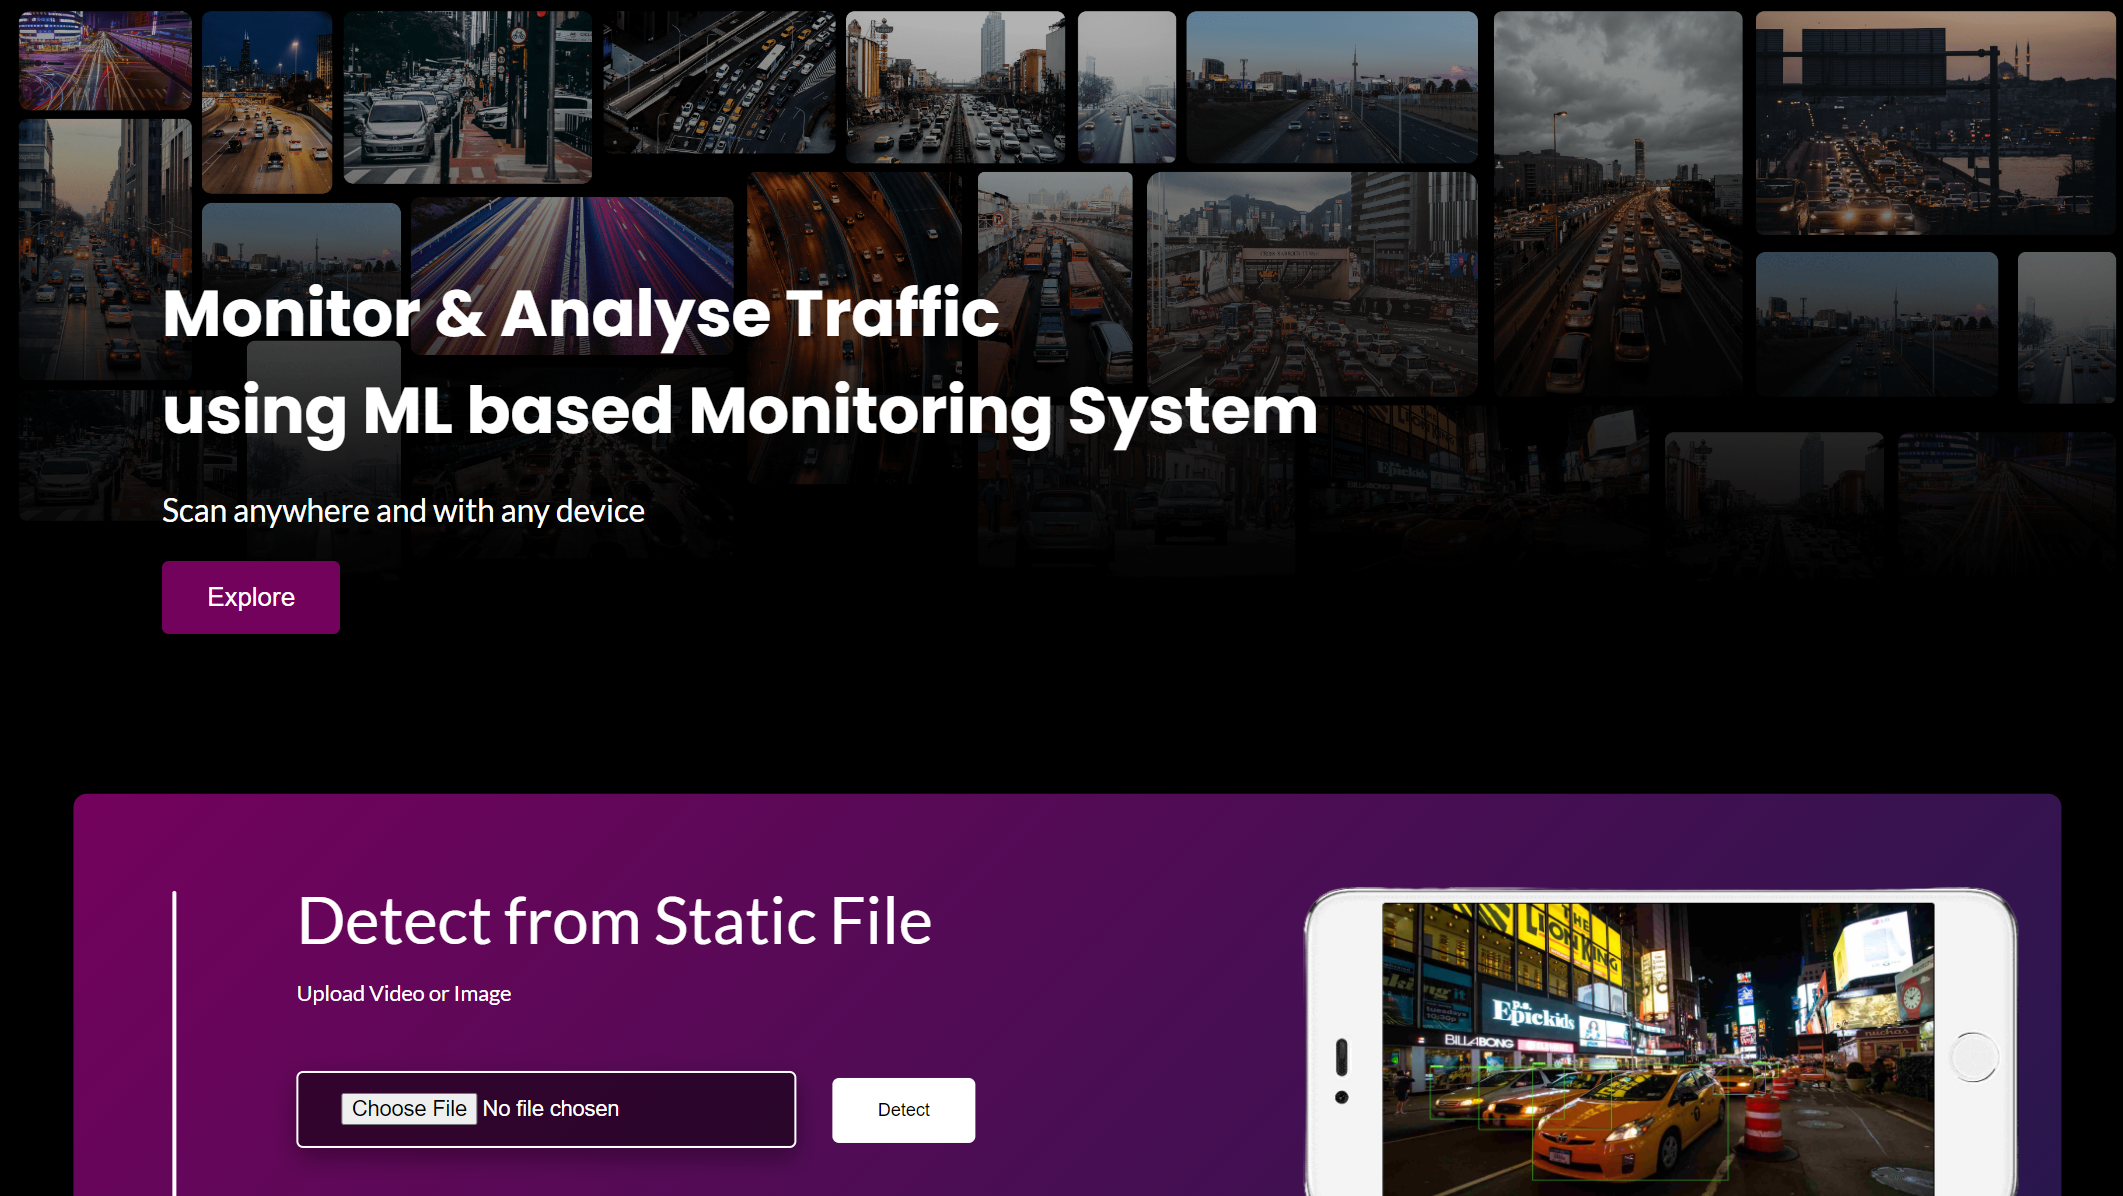 Monitor & Analyse Traffic
using ML based Monitoring System
Scan anywhere and with any device
Explore
Detect from Static File
Upload Video or Image
Choose File No file chosen
Detect
THE
LION KING
p.s.
Epickids
BILLABONG
nuchas